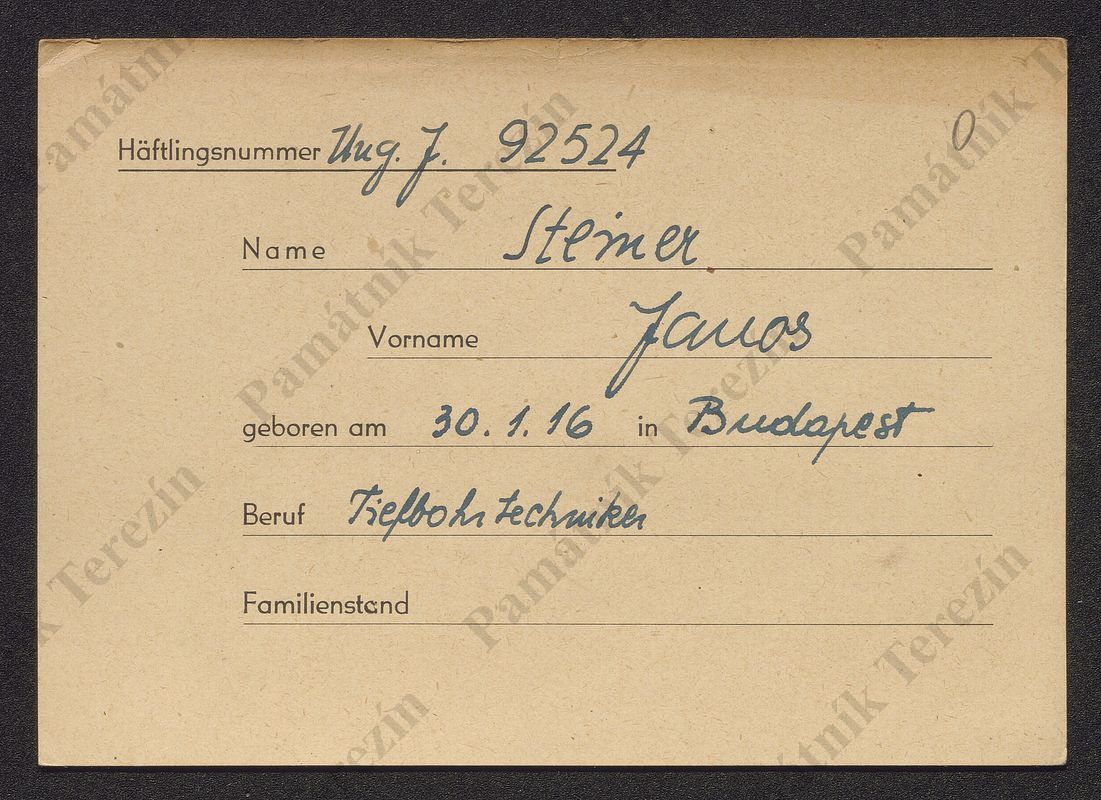 Häftlingsnummer Ung. J. 92524
0
Name Steiner
Vorname Janos
geboren am 30. 1. 16 in Budapest
Beruf Tiefbohrtechniker
Familienstand
Památník Terezín